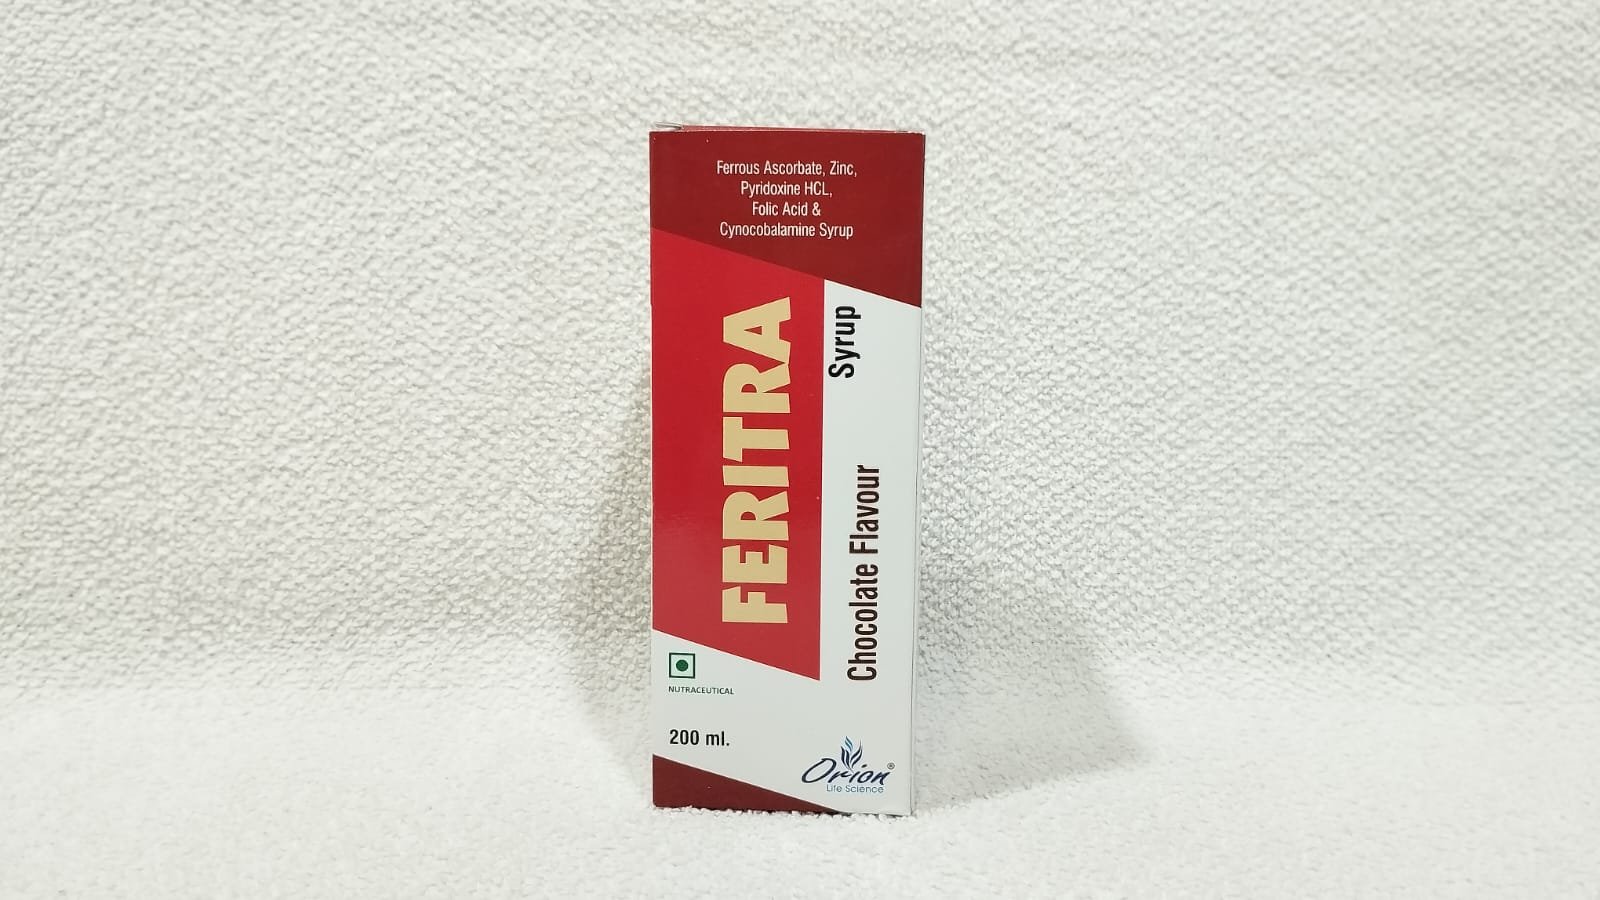 Ferrous Ascorbate, Zinc,
Pyridoxine HCL,
Folic Acid &
Cynocobalamine Syrup
FERITRA
Syrup
Chocolate Flavour
NUTRACEUTICAL
200 ml.
Orion®
Life Science